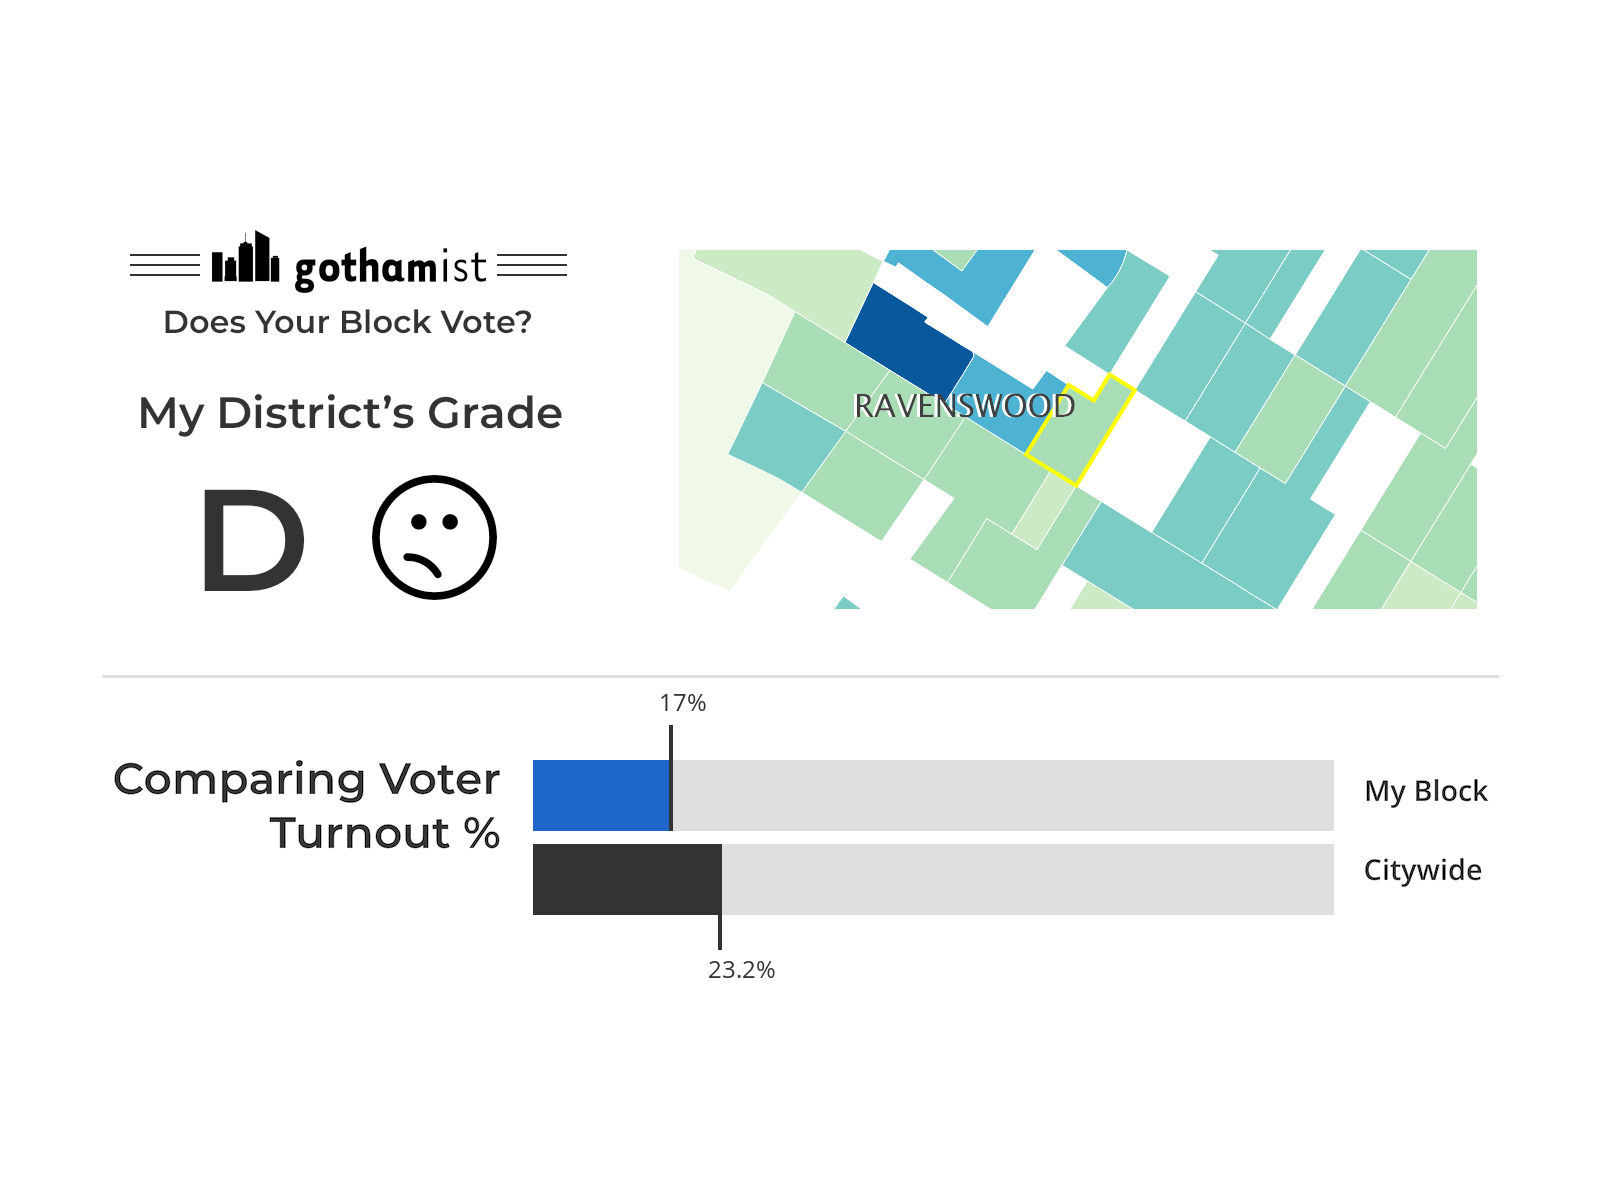 gothamist
Does Your Block Vote?
My District’s Grade
D
RAVENSWOOD
17%
Comparing Voter
Turnout %
My Block
Citywide
23.2%